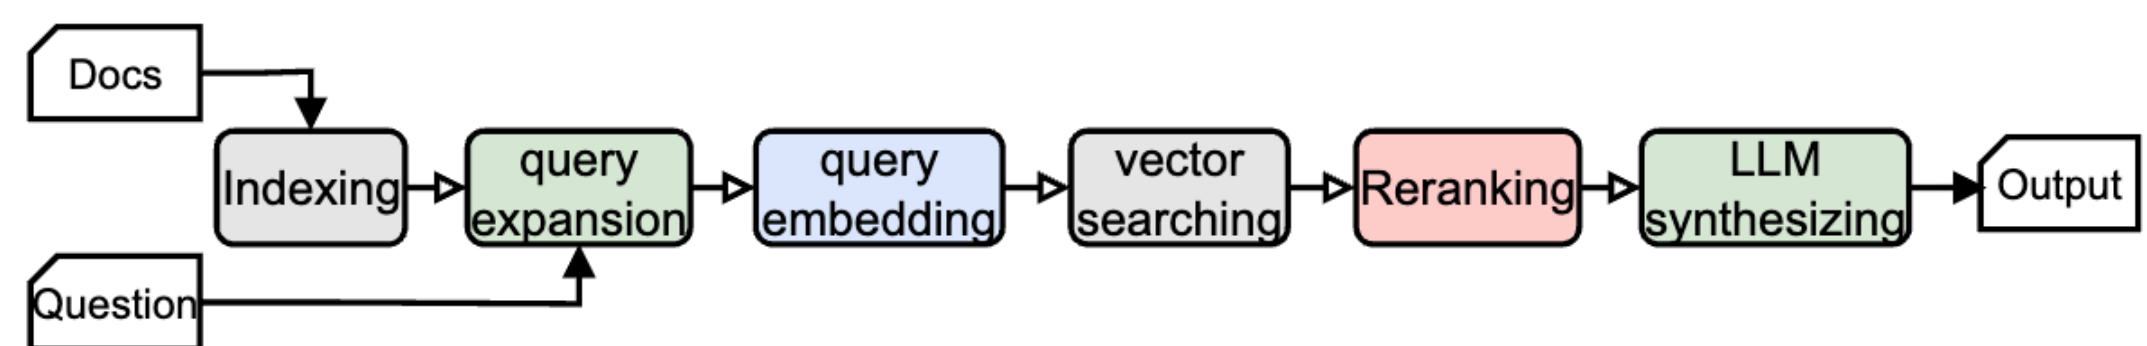 Docs
Indexing
query
expansion
query
embedding
vector
searching
Reranking
LLM
synthesizing
Output
Question